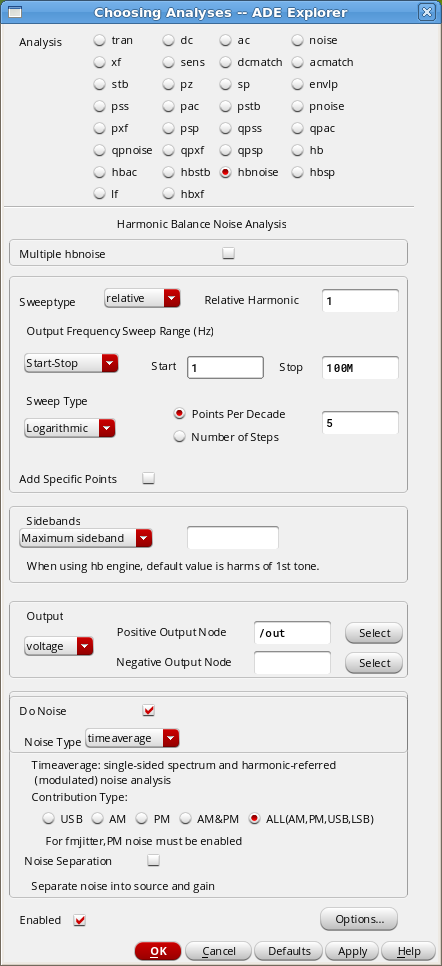 Choosing Analyses -- ADE Explorer
Analysis tran dc ac noise
xf sens dcmatch acmatch
stb pz sp envlp
pss pac pstb pnoise
pxf psp qpss qpac
qpnoise qpxf qpsp hb
hbac hbstb hbnoise hbsp
lf hbxf
Harmonic Balance Noise Analysis
Multiple hbnoise
Sweeptype relative Relative Harmonic 1
Output Frequency Sweep Range (Hz)
Start-Stop Start 1 Stop 100M
Sweep Type
Logarithmic Points Per Decade 5
Number of Steps
Add Specific Points
Sidebands
Maximum sideband
When using hb engine, default value is harms of 1st tone.
Output
voltage Positive Output Node /out Select
Negative Output Node Select
Do Noise
Noise Type timeaverage
Timeaverage: single-sided spectrum and harmonic-referred
(modulated) noise analysis
Contribution Type:
USB AM PM AM&PM ALL(AM,PM,USB,LSB)
For fmjitter,PM noise must be enabled
Noise Separation
Separate noise into source and gain
Enabled Options...
OK Cancel Defaults Apply Help